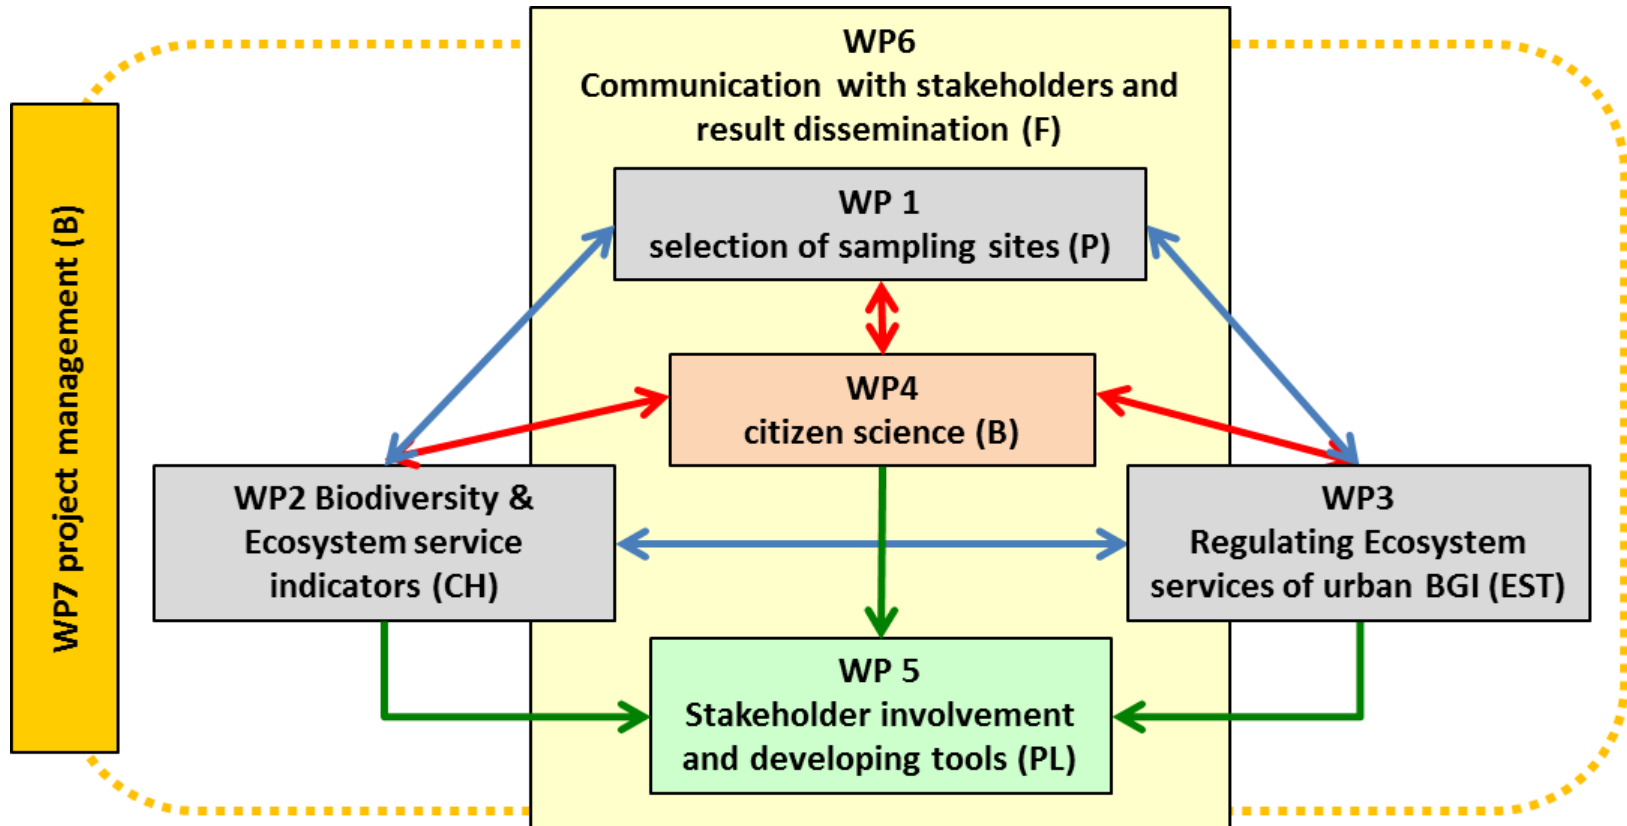 WP6
Communication with stakeholders and
result dissemination (F)
WP7 project management (B)
WP 1
selection of sampling sites (P)
WP4
citizen science (B)
WP2 Biodiversity &
Ecosystem service
indicators (CH)
WP3
Regulating Ecosystem
services of urban BGI (EST)
WP 5
Stakeholder involvement
and developing tools (PL)